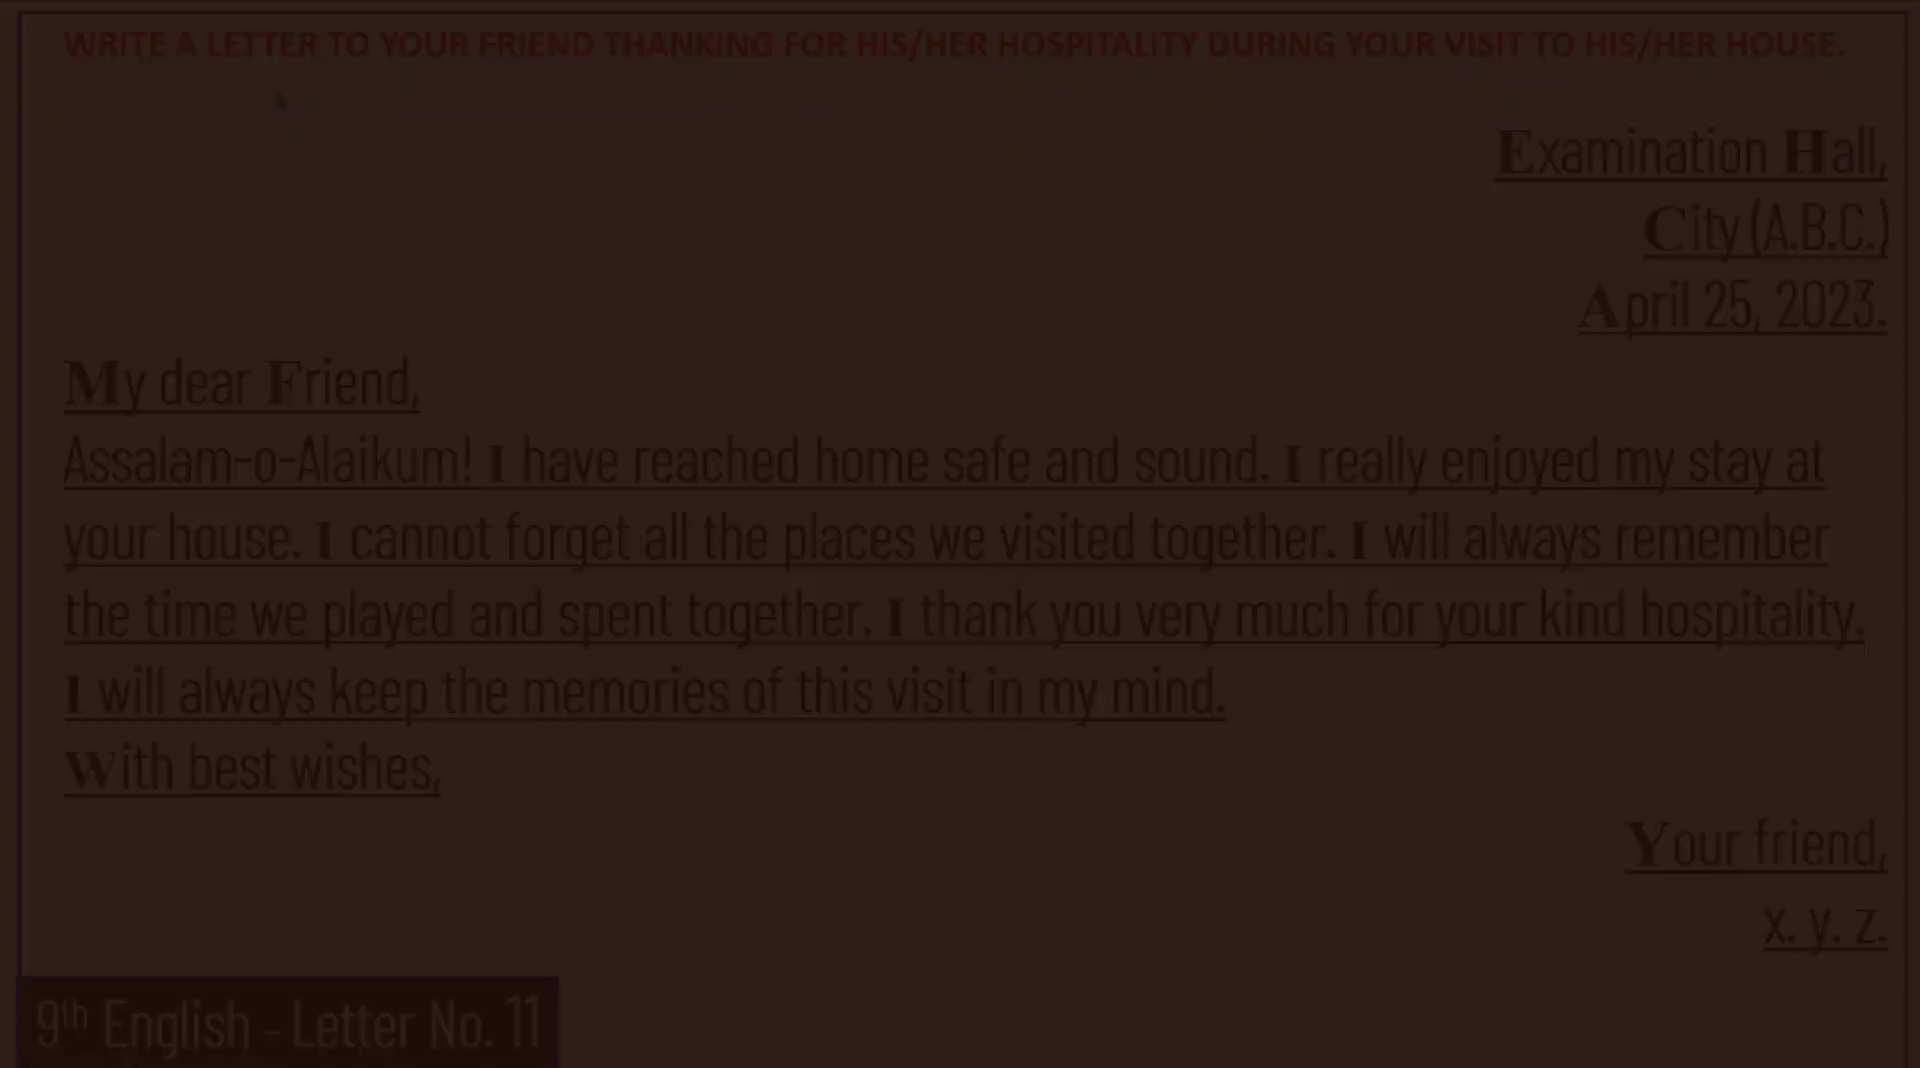 WRITE A LETTER TO YOUR FRIEND THANKING FOR HIS/HER HOSPITALITY DURING YOUR VISIT TO HIS/HER HOUSE.
Examination Hall,
City (A.B.C.)
April 25, 2023.
My dear Friend,
Assalam-o-Alaikum! I have reached home safe and sound. I really enjoyed my stay at
your house. I cannot forget all the places we visited together. I will always remember
the time we played and spent together. I thank you very much for your kind hospitality.
I will always keep the memories of this visit in my mind.
With best wishes,
Your friend,
x. y. z.
9th English - Letter No. 11